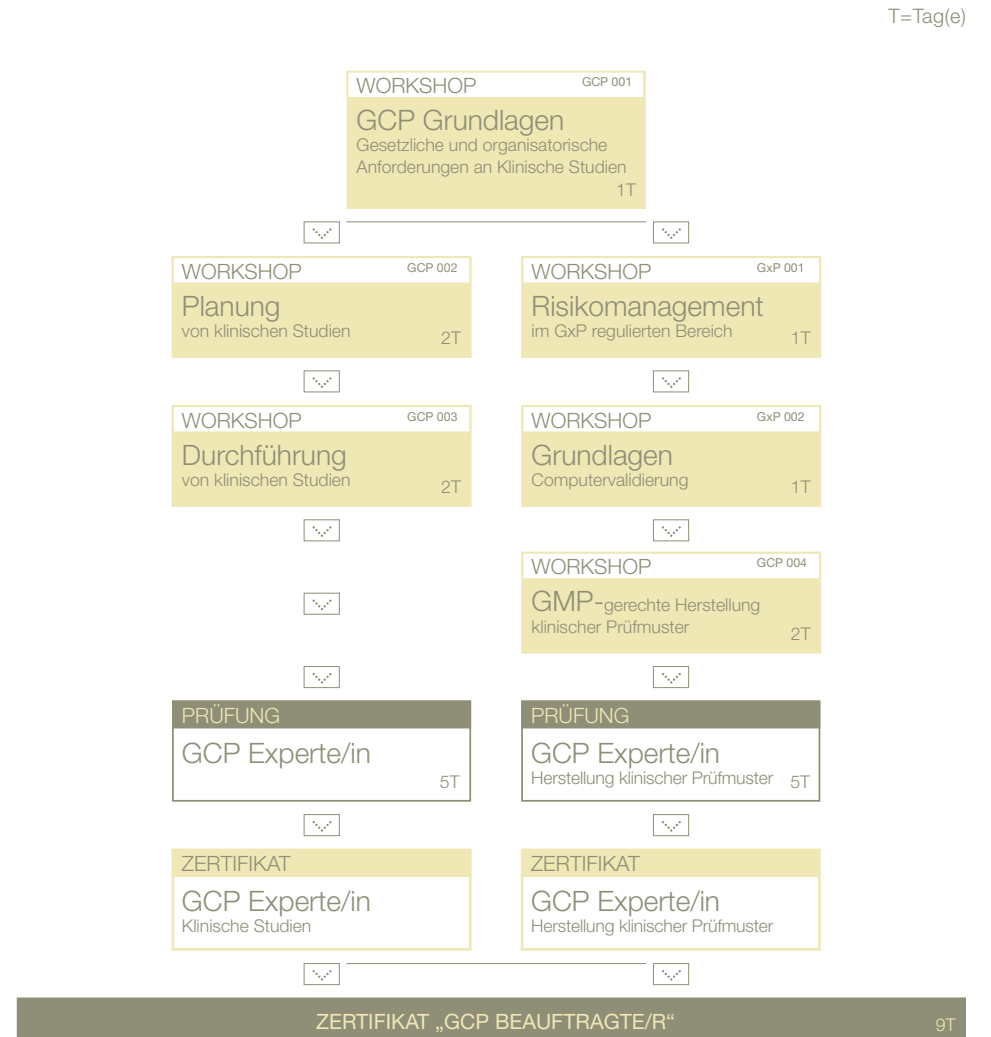 T=Tag(e)
WORKSHOP GCP 001
GCP Grundlagen
Gesetzliche und organisatorische
Anforderungen an Klinische Studien
1T
WORKSHOP GCP 002
Planung
von klinischen Studien 2T
WORKSHOP GxP 001
Risikomanagement
im GxP regulierten Bereich 1T
WORKSHOP GCP 003
Durchführung
von klinischen Studien 2T
WORKSHOP GxP 002
Grundlagen
Computervalidierung 1T
WORKSHOP GCP 004
GMP-gerechte Herstellung
klinischer Prüfmuster 2T
PRÜFUNG
GCP Experte/in
5T
PRÜFUNG
GCP Experte/in
Herstellung klinischer Prüfmuster 5T
ZERTIFIKAT
GCP Experte/in
Klinische Studien
ZERTIFIKAT
GCP Experte/in
Herstellung klinischer Prüfmuster
ZERTIFIKAT „GCP BEAUFTRAGTE/R“ 9T